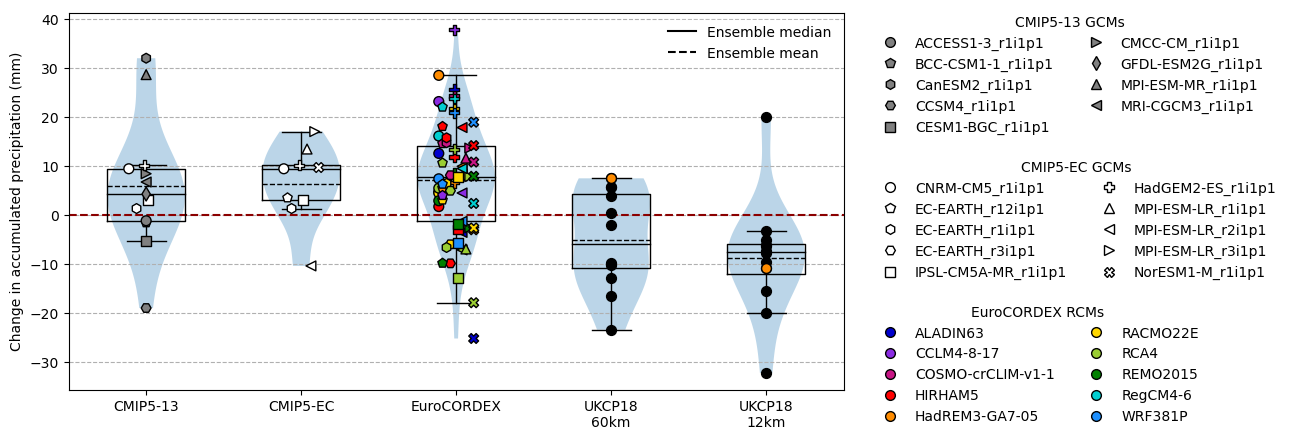 Change in accumulated precipitation (mm)
40
30
20
10
0
−10
−20
−30
Ensemble median
Ensemble mean
CMIP5-13
CMIP5-EC
EuroCORDEX
UKCP18
60km
UKCP18
12km
CMIP5-13 GCMs
ACCESS1-3_r1i1p1
BCC-CSM1-1_r1i1p1
CanESM2_r1i1p1
CCSM4_r1i1p1
CESM1-BGC_r1i1p1
CMCC-CM_r1i1p1
GFDL-ESM2G_r1i1p1
MPI-ESM-MR_r1i1p1
MRI-CGCM3_r1i1p1
CMIP5-EC GCMs
CNRM-CM5_r1i1p1
EC-EARTH_r12i1p1
EC-EARTH_r1i1p1
EC-EARTH_r3i1p1
IPSL-CM5A-MR_r1i1p1
HadGEM2-ES_r1i1p1
MPI-ESM-LR_r1i1p1
MPI-ESM-LR_r2i1p1
MPI-ESM-LR_r3i1p1
NorESM1-M_r1i1p1
EuroCORDEX RCMs
ALADIN63
CCLM4-8-17
COSMO-crCLIM-v1-1
HIRHAM5
HadREM3-GA7-05
RACMO22E
RCA4
REMO2015
RegCM4-6
WRF381P